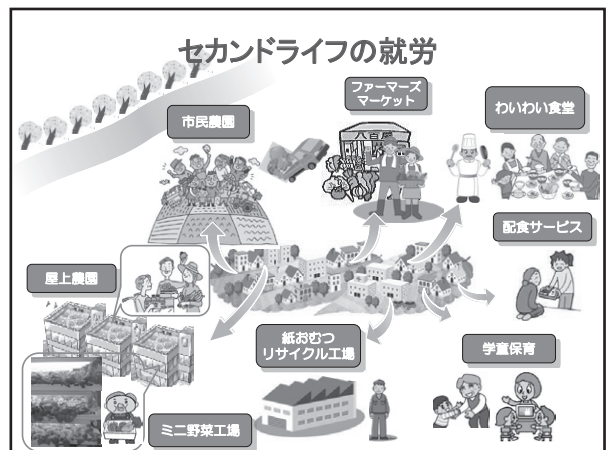 セカンドライフの就労
ファーマーズ
マーケット
市民農園
わいわい食堂
八百屋
配食サービス
屋上農園
紙おむつ
リサイクル工場
学童保育
ミニ野菜工場